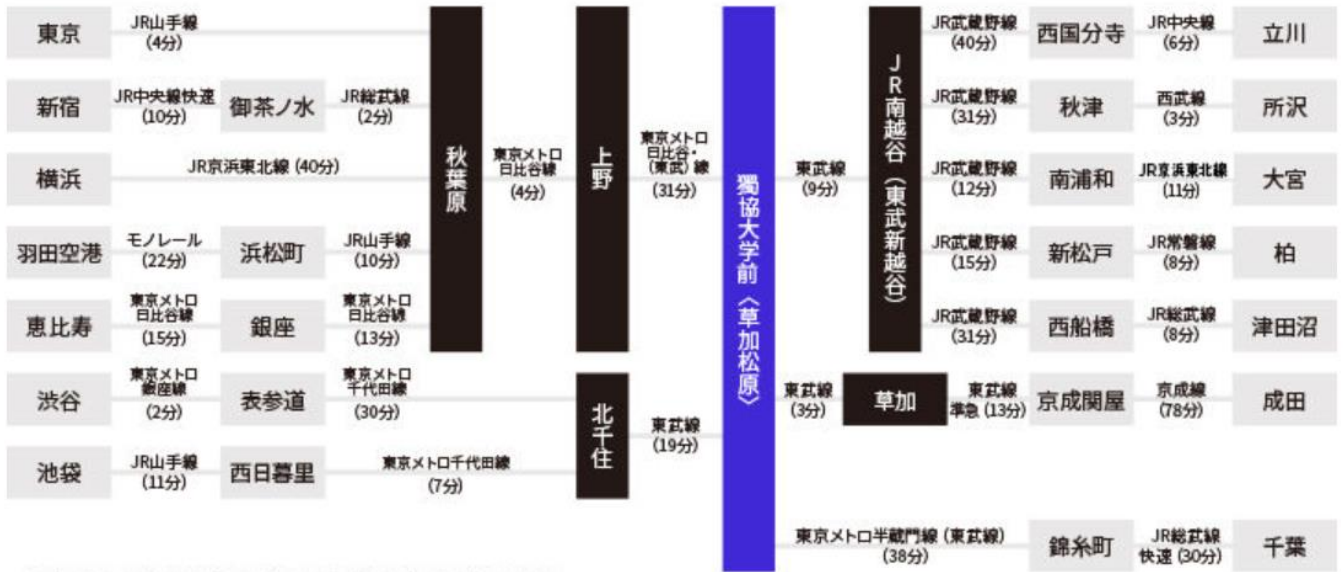 東京
JR山手線
(4分)
新宿
JR中央線快速
(10分)
御茶ノ水
JR総武線
(2分)
横浜
JR京浜東北線 (40分)
羽田空港
モノレール
(22分)
浜松町
JR山手線
(10分)
恵比寿
東京メトロ
日比谷線
(15分)
銀座
東京メトロ
日比谷線
(13分)
渋谷
東京メトロ
銀座線
(2分)
表参道
東京メトロ
千代田線
(30分)
池袋
JR山手線
(11分)
西日暮里
東京メトロ千代田線
(7分)
秋葉原
東京メトロ
日比谷線
(4分)
上野
東京メトロ
日比谷・
(東武)線
(31分)
北千住
東武線
(19分)
獨協大学前〈草加松原〉
東武線
(9分)
JR南越谷(東武新越谷)
JR武蔵野線
(40分)
西国分寺
JR中央線
(6分)
立川
JR武蔵野線
(31分)
秋津
西武線
(3分)
所沢
JR武蔵野線
(12分)
南浦和
JR京浜東北線
(11分)
大宮
JR武蔵野線
(15分)
新松戸
JR常磐線
(8分)
柏
JR武蔵野線
(31分)
西船橋
JR総武線
(8分)
津田沼
東武線
(3分)
草加
東武線
準急 (13分)
京成関屋
京成線
(78分)
成田
東京メトロ半蔵門線 (東武線)
(38分)
錦糸町
JR総武線
快速 (30分)
千葉